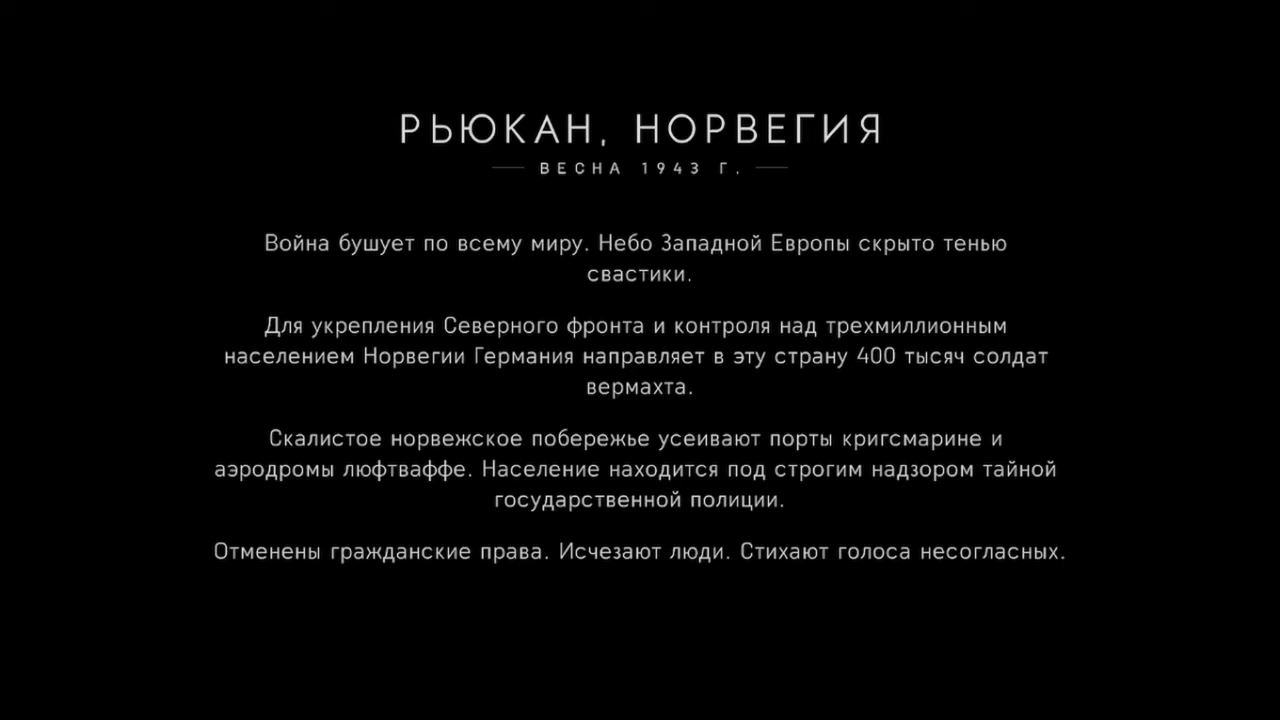 РЬЮКАН, НОРВЕГИЯ
ВЕСНА 1943 Г.
Война бушует по всему миру. Небо Западной Европы скрыто тенью
свастики.
Для укрепления Северного фронта и контроля над трехмиллионным
населением Норвегии Германия направляет в эту страну 400 тысяч солдат
вермахта.
Скалистое норвежское побережье усеивают порты кригсмарине и
аэродромы люфтваффе. Население находится под строгим надзором тайной
государственной полиции.
Отменены гражданские права. Исчезают люди. Стихают голоса несогласных.